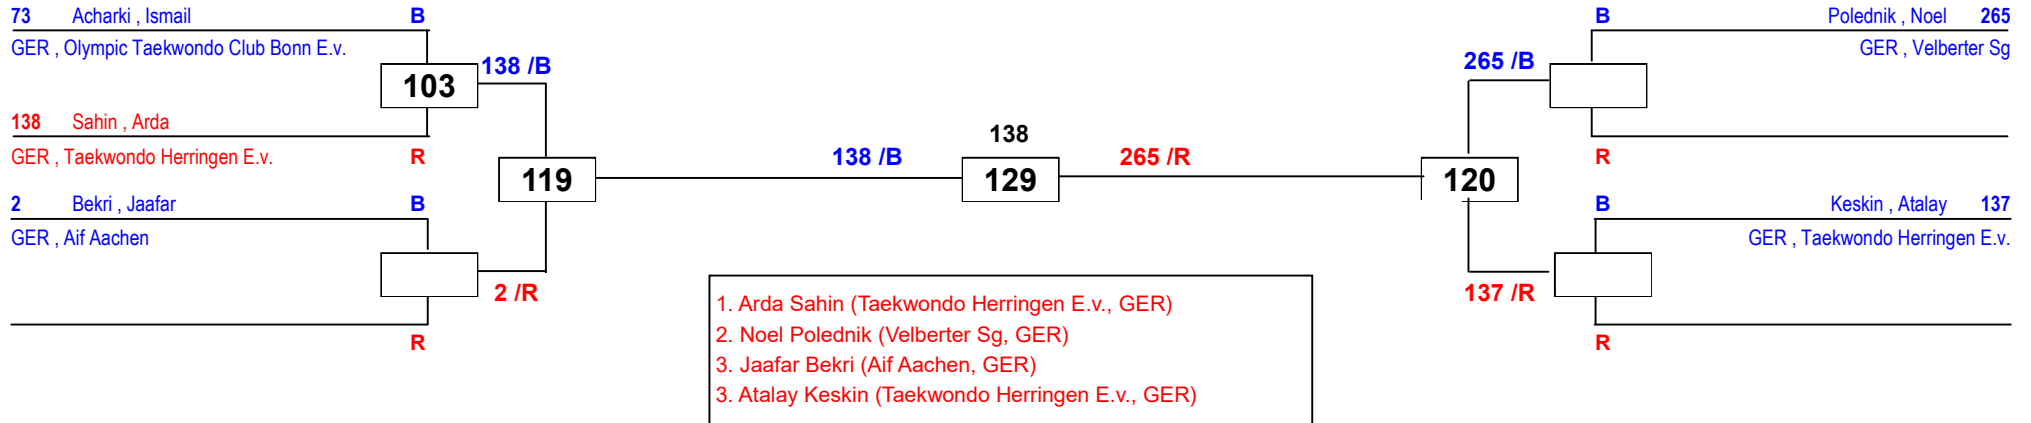 73 Acharki , Ismail B
GER , Olympic Taekwondo Club Bonn E.v.
103
138 /B
138 Sahin , Arda
GER , Taekwondo Herringen E.v. R
119
2 Bekri , Jaafar B
GER , Aif Aachen
2 /R
R
138 /B
138
129
265 /R
B Polednik , Noel 265
GER , Velberter Sg
265 /B
R
120
B Keskin , Atalay 137
GER , Taekwondo Herringen E.v.
137 /R
R
1. Arda Sahin (Taekwondo Herringen E.v., GER)
2. Noel Polednik (Velberter Sg, GER)
3. Jaafar Bekri (Aif Aachen, GER)
3. Atalay Keskin (Taekwondo Herringen E.v., GER)